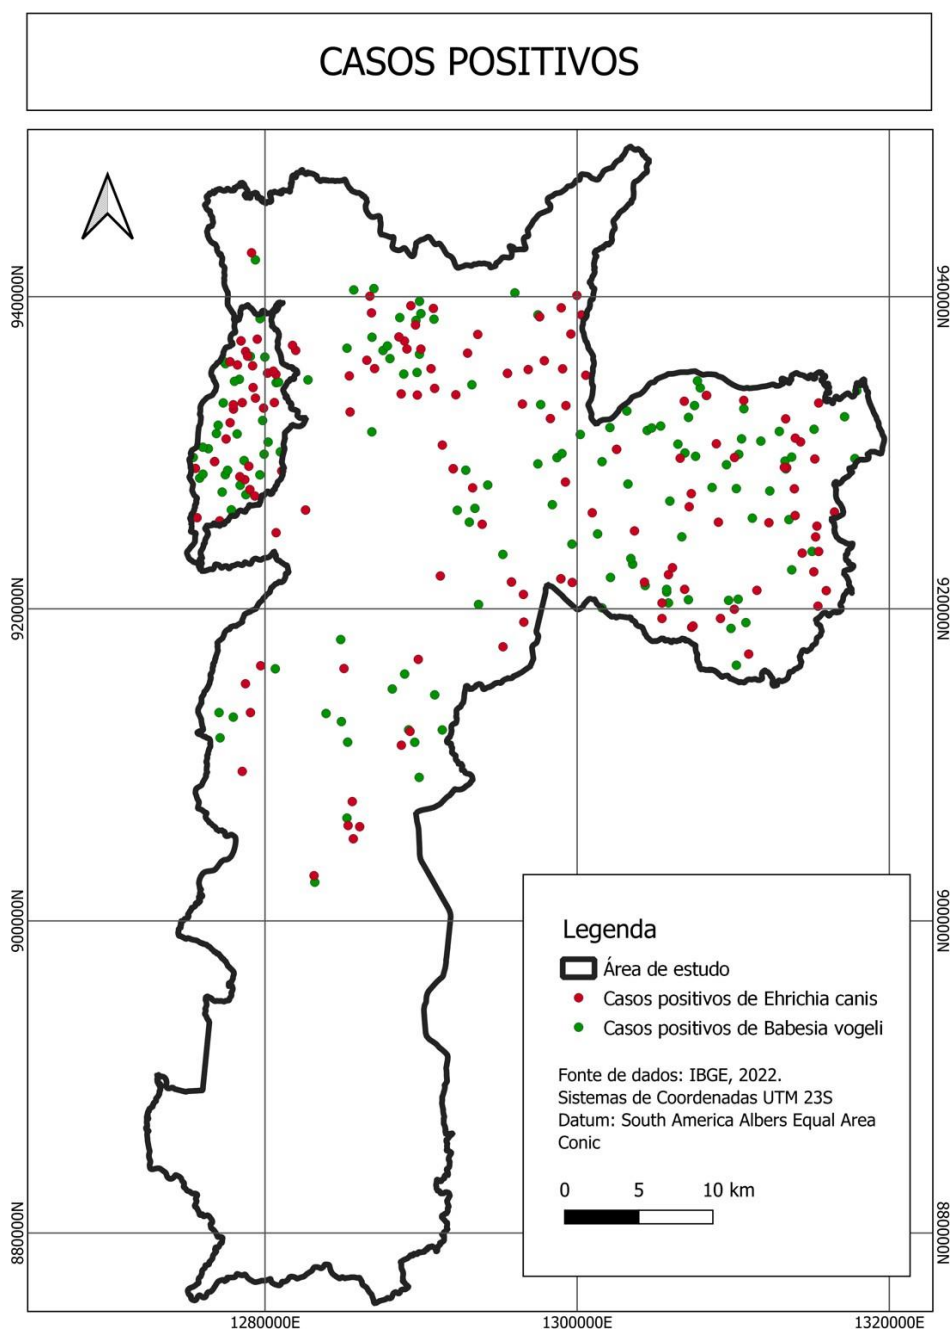 CASOS POSITIVOS
940000N
940000N
920000N
920000N
900000N
900000N
Legenda
Área de estudo
Casos positivos de Ehrichia canis
Casos positivos de Babesia vogeli
Fonte de dados: IBGE, 2022.
Sistemas de Coordenadas UTM 23S
Datum: South America Albers Equal Area
Conic
0 5 10 km
880000N
880000N
1280000E 1300000E 1320000E